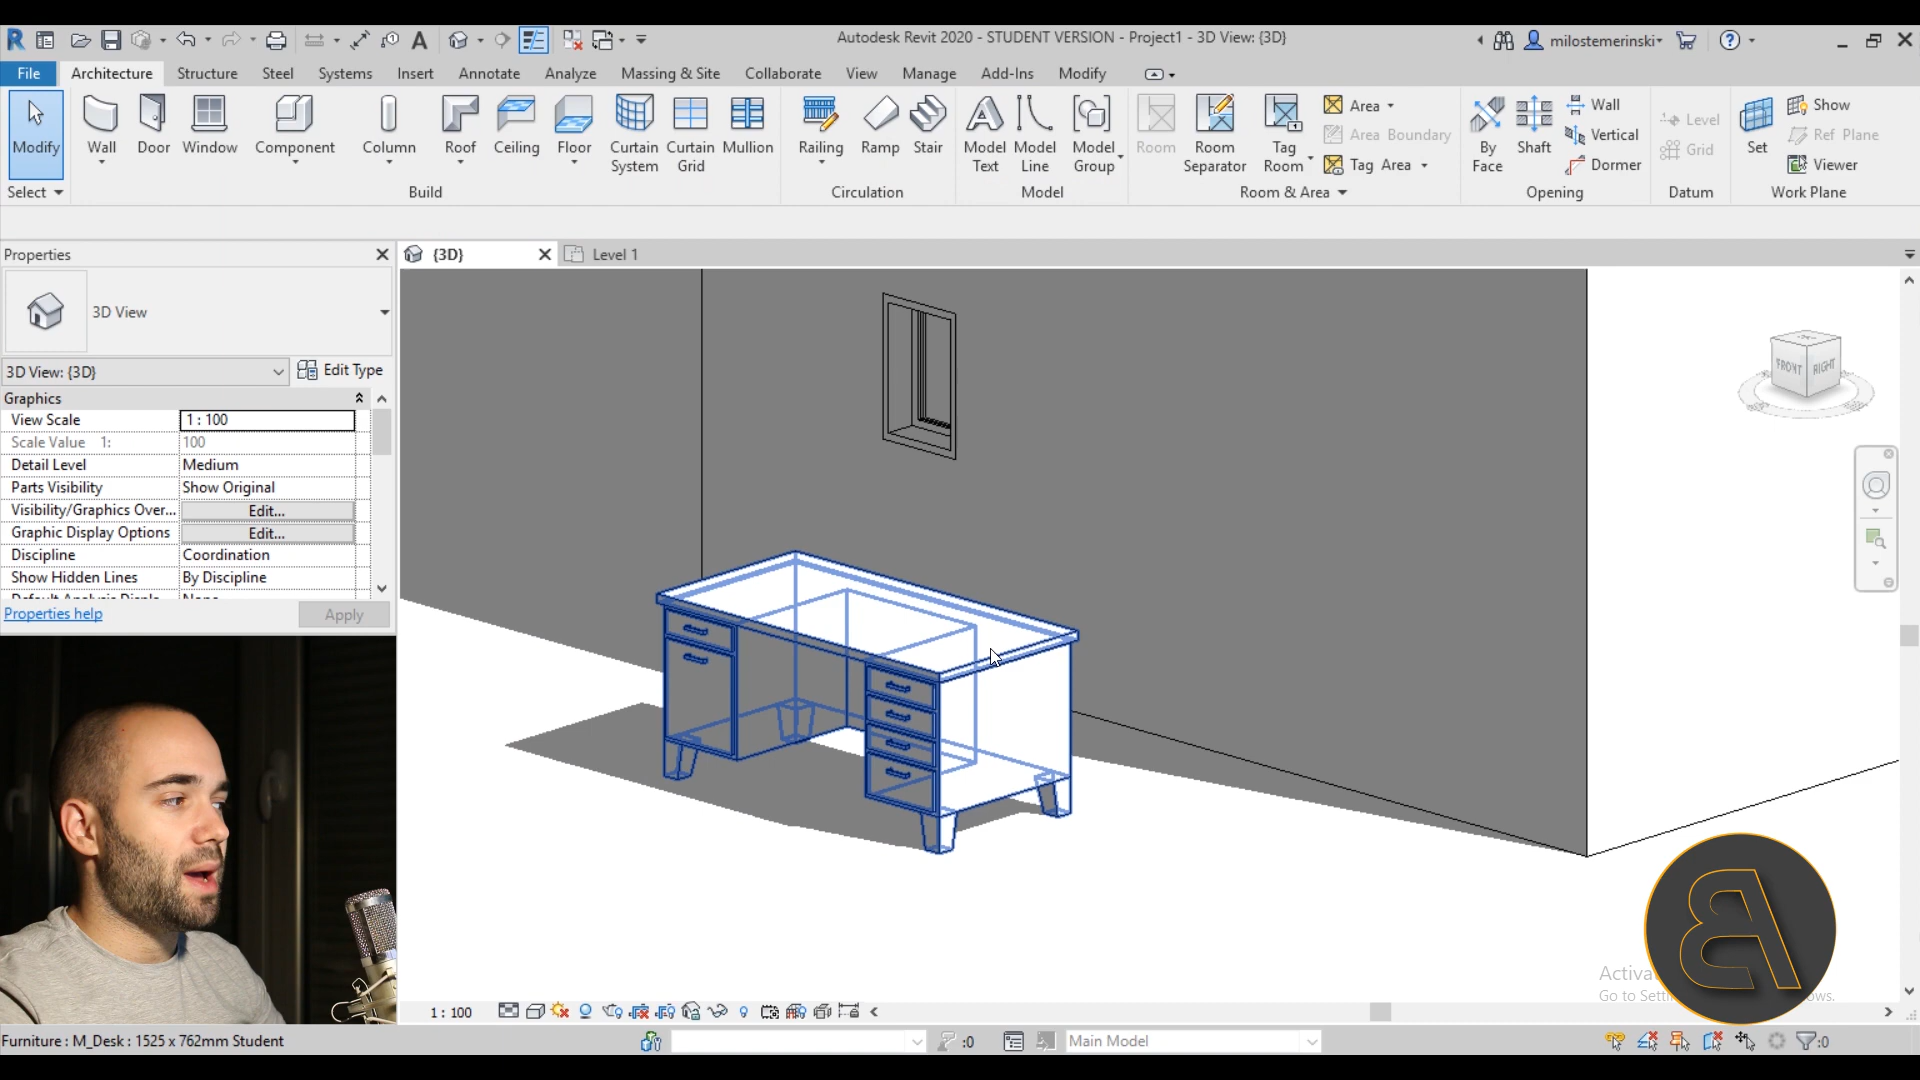 Autodesk Revit 2020 - STUDENT VERSION - Project1 - 3D View: {3D}
milostemerinski
File Architecture Structure Steel Systems Insert Annotate Analyze Massing & Site Collaborate View Manage Add-Ins Modify
Modify Wall Door Window Component Column Roof Ceiling Floor Curtain System Curtain Grid Mullion Railing Ramp Stair Model Text Model Line Model Group Room Room Separator Tag Room By Face Shaft Set
Area Wall Level Show
Area Boundary Vertical Grid Ref Plane
Tag Area Dormer Viewer
Select Build Circulation Model Room & Area Opening Datum Work Plane
Properties
{3D} Level 1
3D View
3D View: {3D} Edit Type
Graphics
View Scale 1 : 100
Scale Value 1: 100
Detail Level Medium
Parts Visibility Show Original
Visibility/Graphics Over... Edit...
Graphic Display Options Edit...
Discipline Coordination
Show Hidden Lines By Discipline
Properties help Apply
FRONT RIGHT
1 : 100
Furniture : M_Desk : 1525 x 762mm Student
:0
Main Model
:0